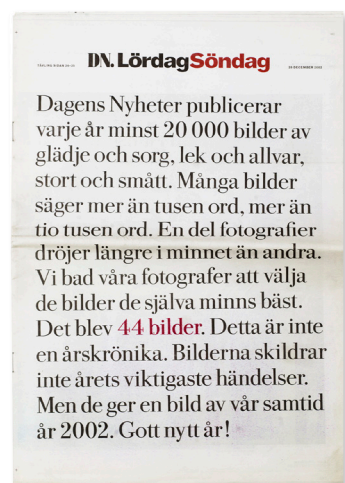 DN. LördagSöndag
Dagens Nyheter publicerar
varje år minst 20 000 bilder av
glädje och sorg, lek och allvar,
stort och smått. Många bilder
säger mer än tusen ord, mer än
tio tusen ord. En del fotografier
dröjer längre i minnet än andra.
Vi bad våra fotografer att välja
de bilder de själva minns bäst.
Det blev 44 bilder. Detta är inte
en årskrönika. Bilderna skildrar
inte årets viktigaste händelser.
Men de ger en bild av vår samtid
år 2002. Gott nytt år!